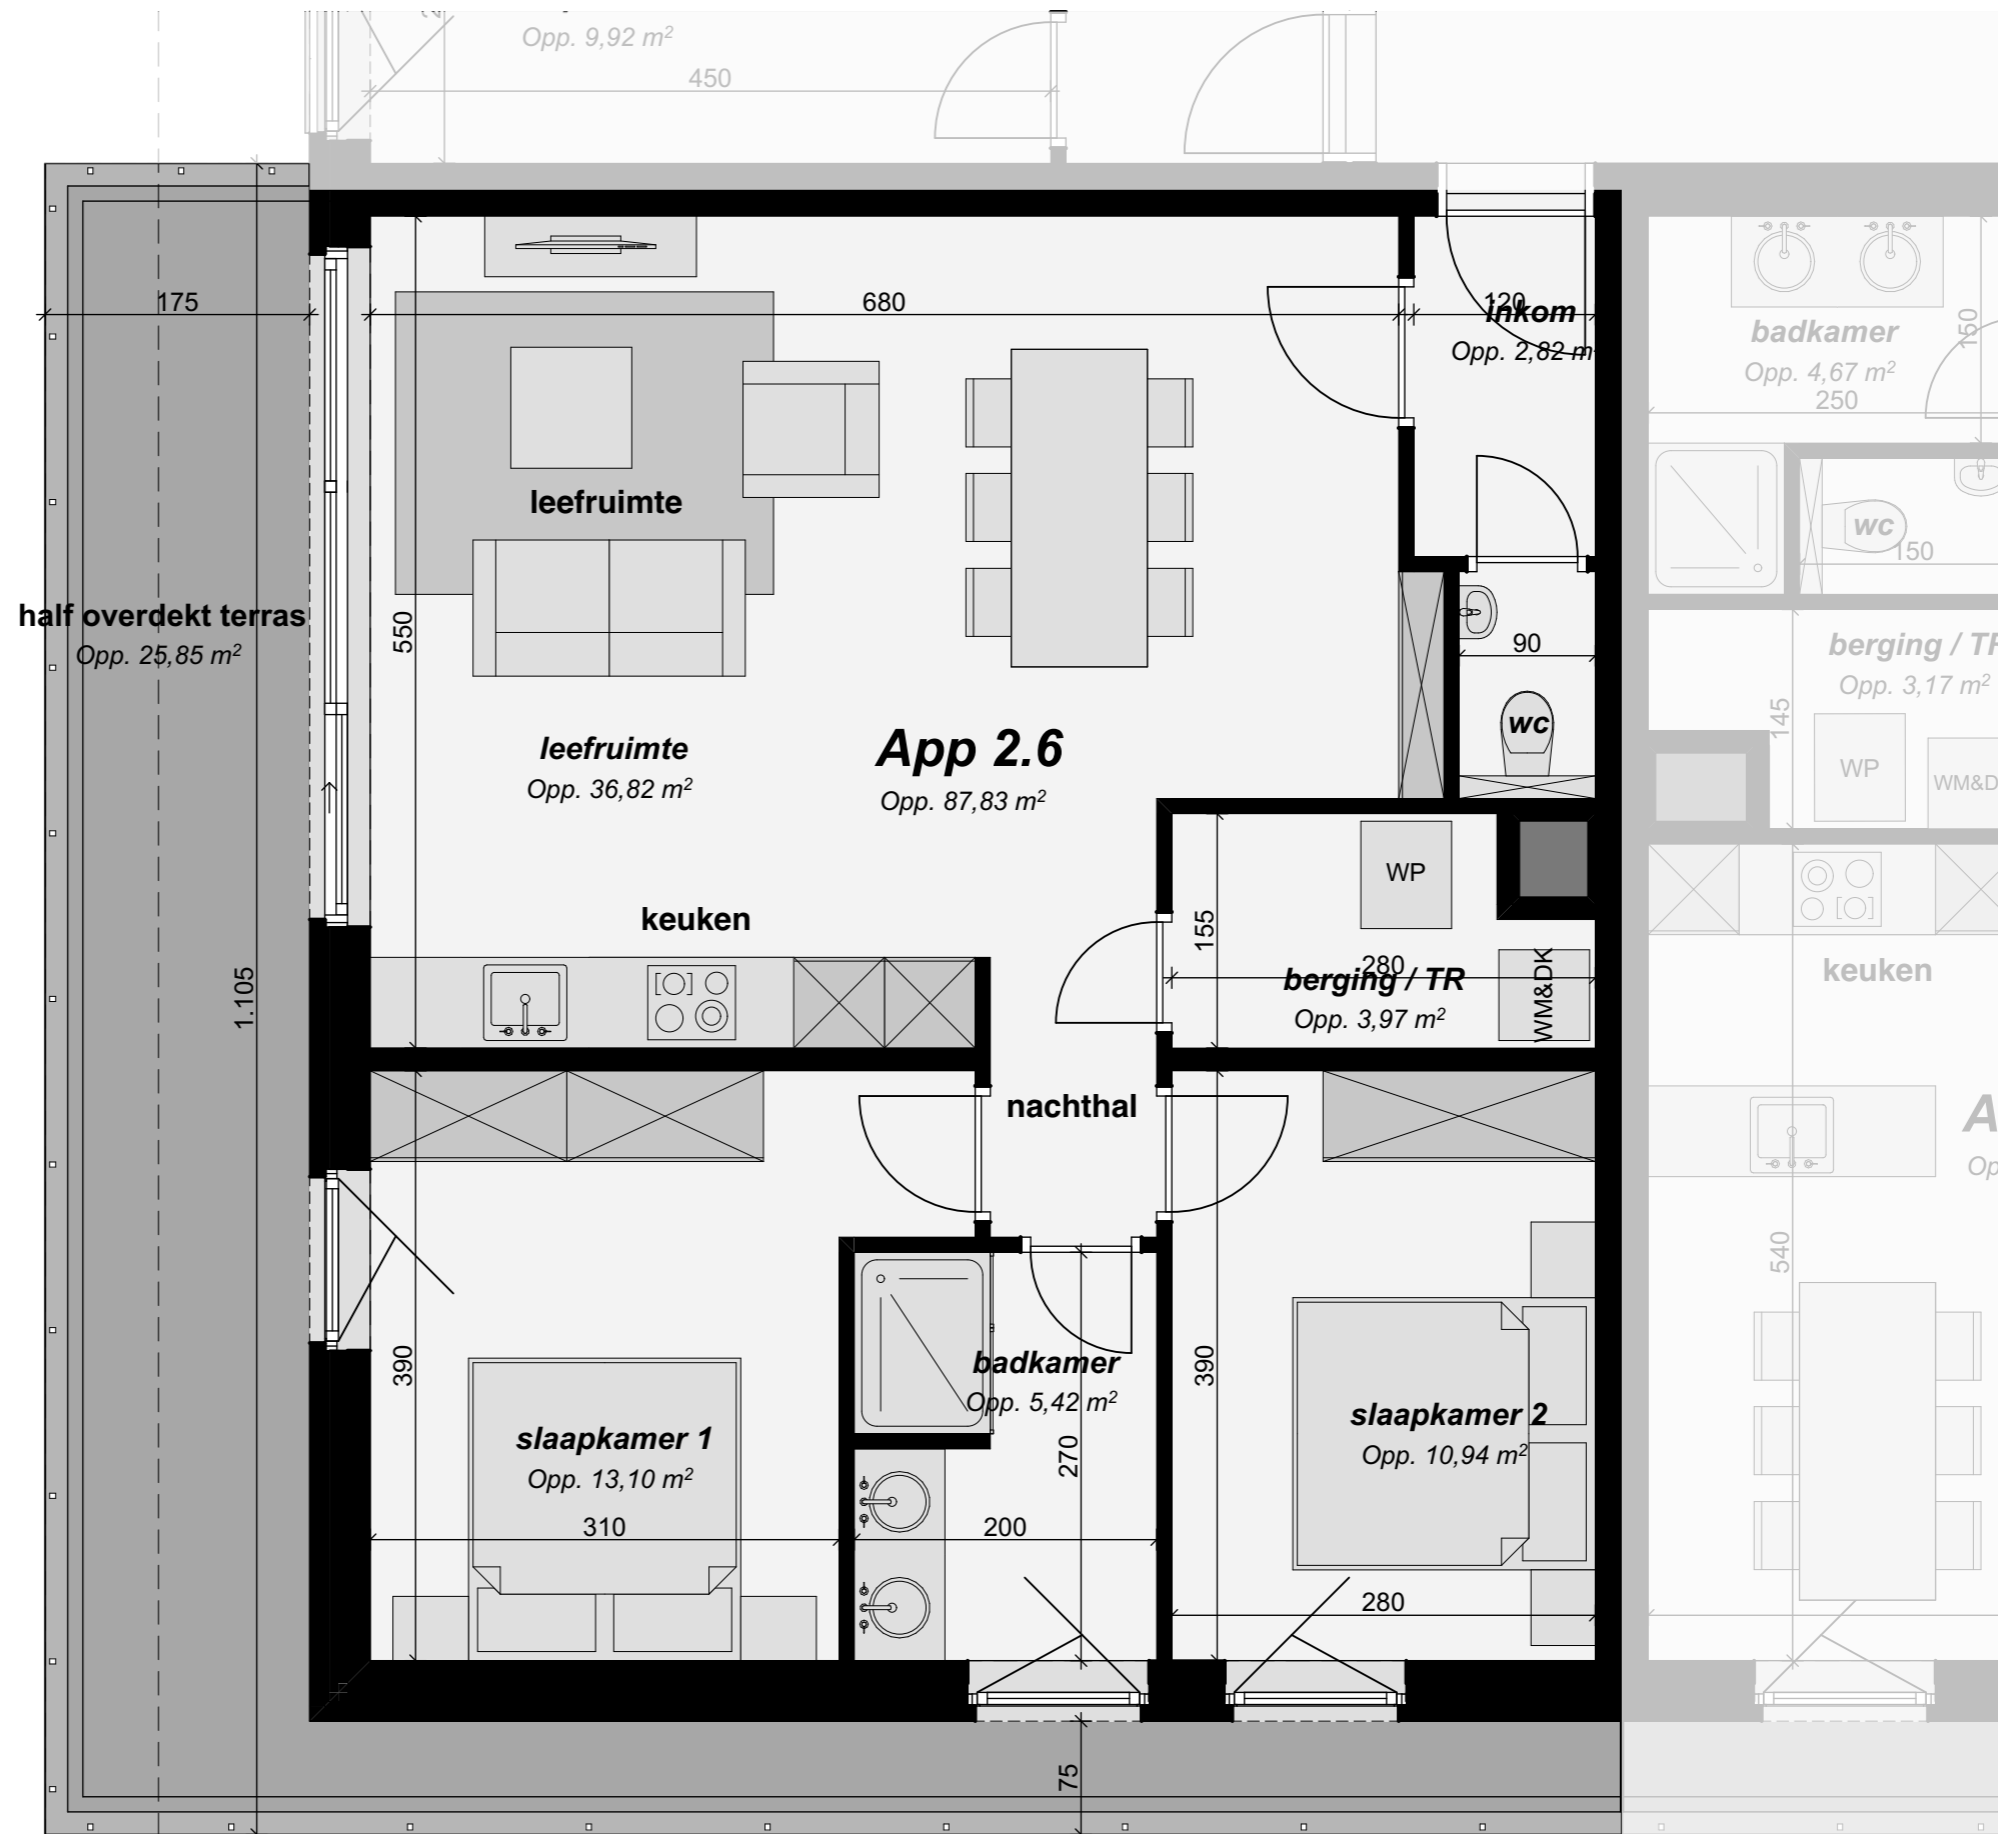 Opp. 9,92 m²
450
175
680
120
inkom
Opp. 2,82 m
badkamer
Opp. 4,67 m²
250
150
leefruimte
wc
150
half overdekt terras
Opp. 25,85 m²
550
90
wc
berging / TR
Opp. 3,17 m²
145
WP
WM&D
leefruimte
Opp. 36,82 m²
App 2.6
Opp. 87,83 m²
keuken
WP
155
280
berging / TR
Opp. 3,97 m²
WM&DK
keuken
1.105
nachthal
A
Op
540
390
badkamer
Opp. 5,42 m²
270
390
slaapkamer 1
Opp. 13,10 m²
slaapkamer 2
Opp. 10,94 m²
310
200
280
75